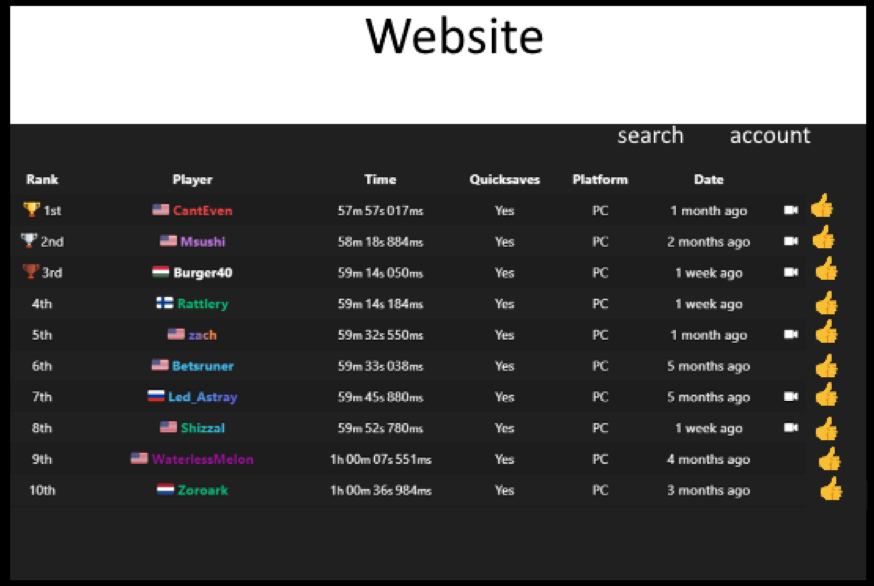 Website
search account
Rank Player Time Quicksaves Platform Date
1st CantEven 57m 57s 017ms Yes PC 1 month ago
2nd Msushi 58m 18s 884ms Yes PC 2 months ago
3rd Burger40 59m 14s 050ms Yes PC 1 week ago
4th Rattlery 59m 14s 184ms Yes PC 1 week ago
5th zach 59m 32s 550ms Yes PC 1 month ago
6th Betsruner 59m 33s 038ms Yes PC 5 months ago
7th Led_Astray 59m 45s 880ms Yes PC 5 months ago
8th Shizzal 59m 52s 780ms Yes PC 1 week ago
9th WaterlessMelon 1h 00m 07s 551ms Yes PC 4 months ago
10th Zoroark 1h 00m 36s 984ms Yes PC 3 months ago